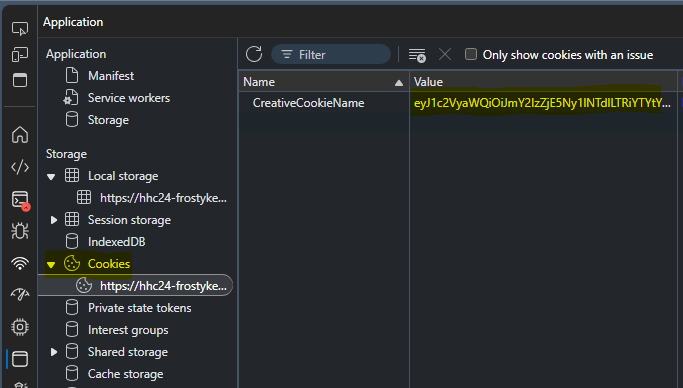 Application
Application
Manifest
Service workers
Storage
Storage
Local storage
https://hhc24-frostyke...
Session storage
IndexedDB
Cookies
https://hhc24-frostyke...
Private state tokens
Interest groups
Shared storage
Cache storage
Filter
Only show cookies with an issue
Name Value
CreativeCookieName eyJ1c2VyaWQiOiJmY2IzZjE5Ny1lNTdlLTRiYTYtY...